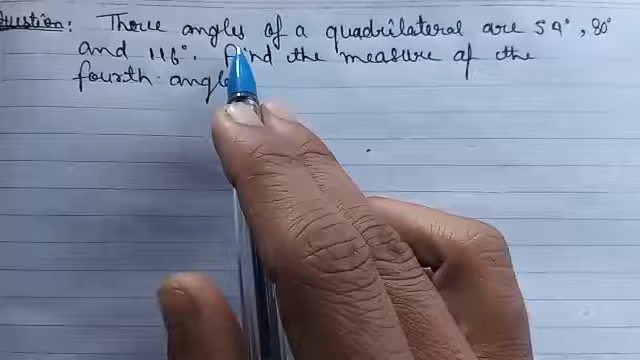 Question: Three angles of a quadrilateral are 54°, 80°
and 116°. Find the measure of the
fourth angle